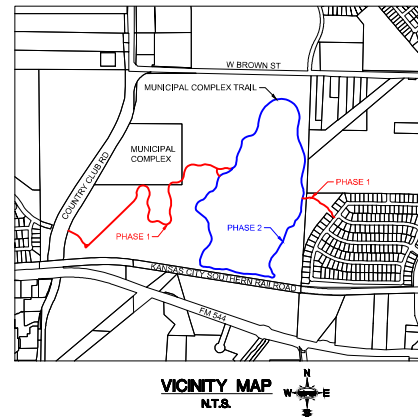 W BROWN ST
MUNICIPAL COMPLEX TRAIL
COUNTRY CLUB RD
MUNICIPAL
COMPLEX
PHASE 1
PHASE 1
PHASE 2
KANSAS CITY SOUTHERN RAILROAD
FM 544
VICINITY MAP
N.T.S.
N
W E
S